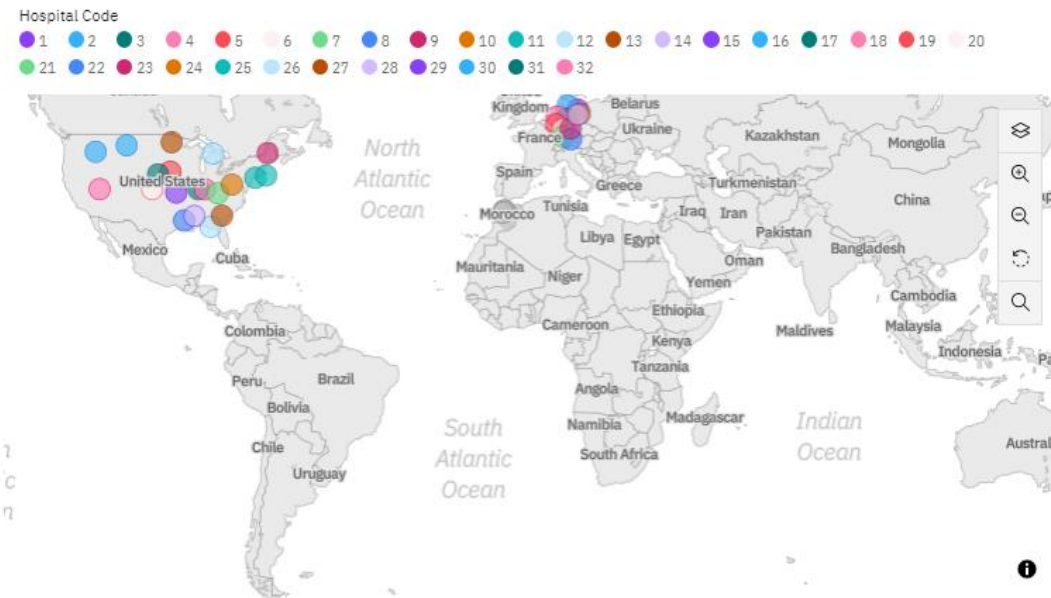 Hospital Code
1 2 3 4 5 6 7 8 9 10 11 12 13 14 15 16 17 18 19 20
21 22 23 24 25 26 27 28 29 30 31 32
Kingdom Belarus
Ukraine Kazakhstan Mongolia
North
Atlantic
Ocean
France
United States Spain Greece Turkmenistan China
Morocco Tunisia Iraq Iran
Mexico Cuba Libya Egypt Pakistan Bangladesh
Mauritania Niger Oman
Yemen
Cambodia
Colombia Cameroon Ethiopia Maldives Malaysia
Kenya Indonesia
Peru Brazil Tanzania
Angola
Bolivia Namibia Madagascar
South
Atlantic
Ocean
Indian
Ocean
Chile South Africa Austral
Uruguay